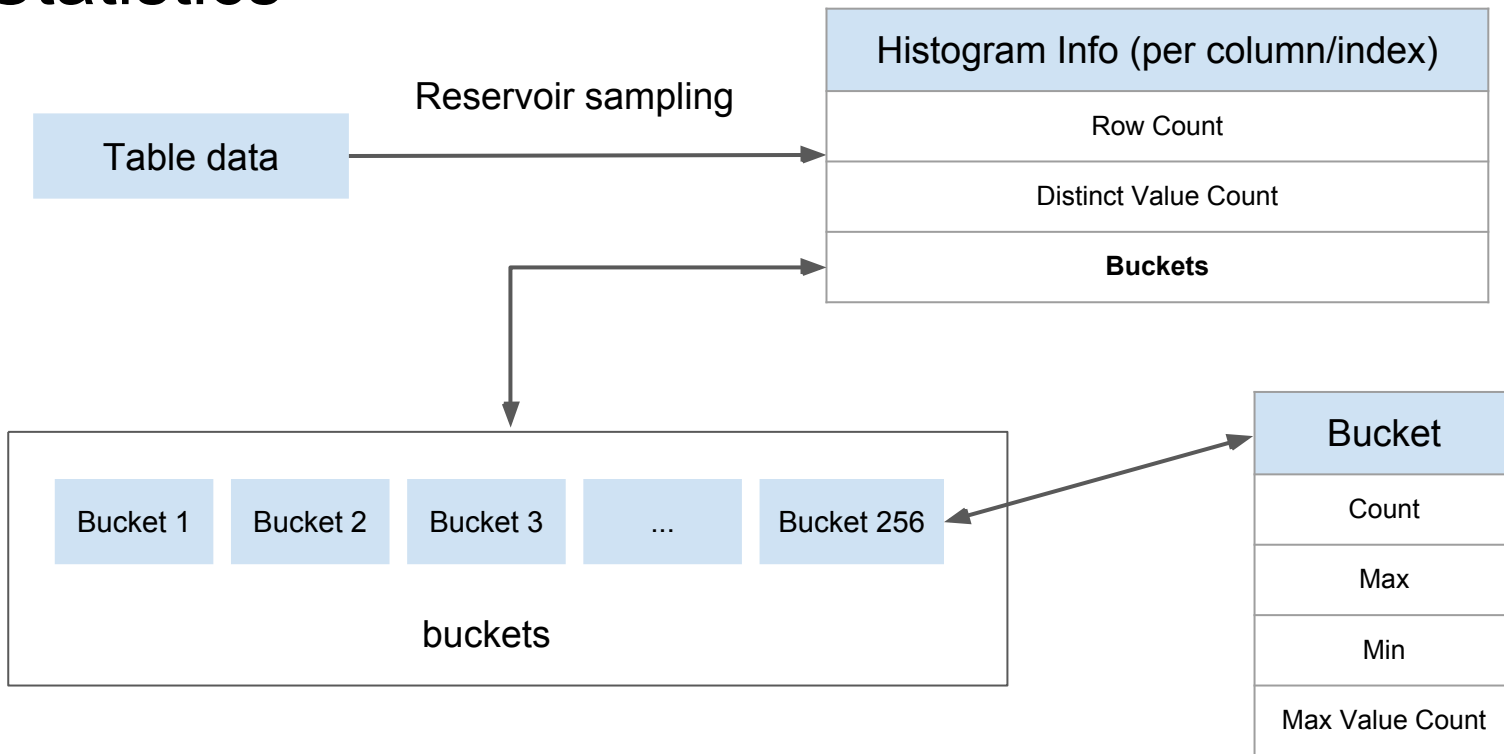 Statistics
Histogram Info (per column/index)
Reservoir sampling
Row Count
Table data
Distinct Value Count
Buckets
Bucket
Bucket 1
Bucket 2
Bucket 3
...
Bucket 256
Count
Max
buckets
Min
Max Value Count